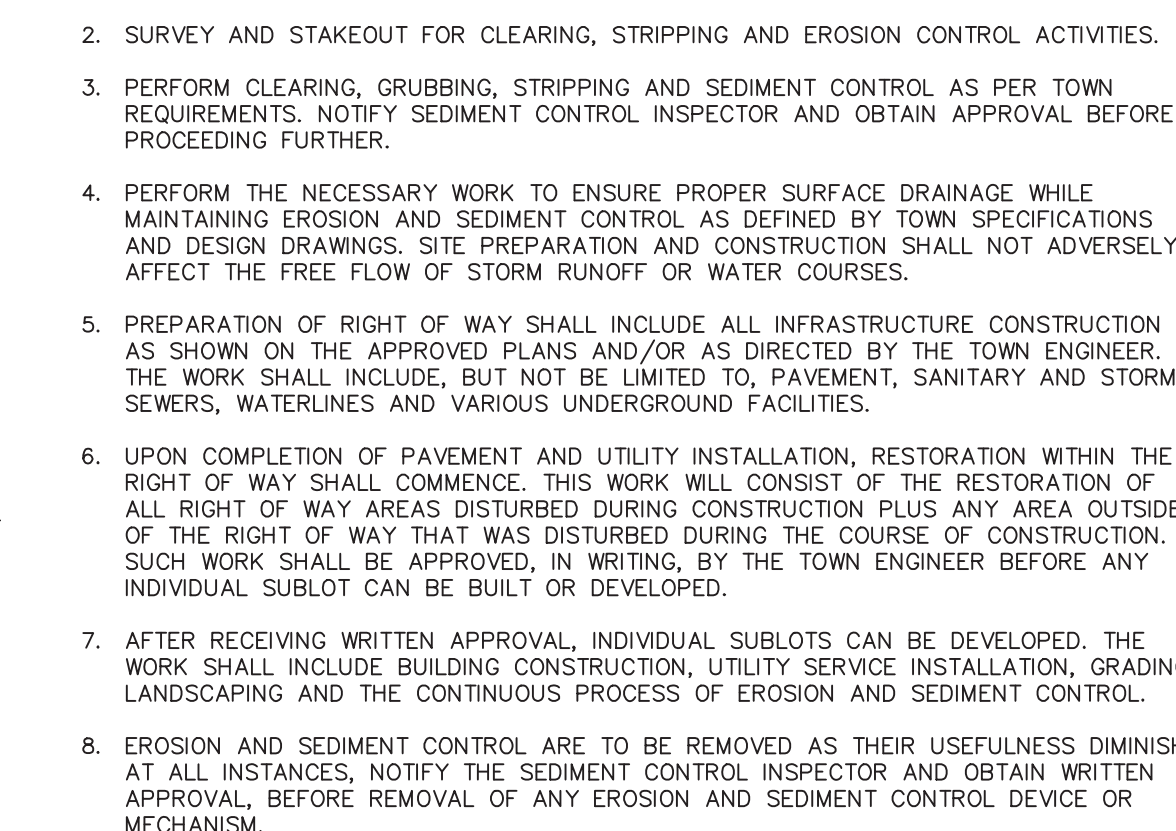 2. SURVEY AND STAKEOUT FOR CLEARING, STRIPPING AND EROSION CONTROL ACTIVITIES.
3. PERFORM CLEARING, GRUBBING, STRIPPING AND SEDIMENT CONTROL AS PER TOWN
REQUIREMENTS. NOTIFY SEDIMENT CONTROL INSPECTOR AND OBTAIN APPROVAL BEFORE
PROCEEDING FURTHER.
4. PERFORM THE NECESSARY WORK TO ENSURE PROPER SURFACE DRAINAGE WHILE
MAINTAINING EROSION AND SEDIMENT CONTROL AS DEFINED BY TOWN SPECIFICATIONS
AND DESIGN DRAWINGS. SITE PREPARATION AND CONSTRUCTION SHALL NOT ADVERSELY
AFFECT THE FREE FLOW OF STORM RUNOFF OR WATER COURSES.
5. PREPARATION OF RIGHT OF WAY SHALL INCLUDE ALL INFRASTRUCTURE CONSTRUCTION
AS SHOWN ON THE APPROVED PLANS AND/OR AS DIRECTED BY THE TOWN ENGINEER.
THE WORK SHALL INCLUDE, BUT NOT BE LIMITED TO, PAVEMENT, SANITARY AND STORM
SEWERS, WATERLINES AND VARIOUS UNDERGROUND FACILITIES.
6. UPON COMPLETION OF PAVEMENT AND UTILITY INSTALLATION, RESTORATION WITHIN THE
RIGHT OF WAY SHALL COMMENCE. THIS WORK WILL CONSIST OF THE RESTORATION OF
ALL RIGHT OF WAY AREAS DISTURBED DURING CONSTRUCTION PLUS ANY AREA OUTSIDE
OF THE RIGHT OF WAY THAT WAS DISTURBED DURING THE COURSE OF CONSTRUCTION.
SUCH WORK SHALL BE APPROVED, IN WRITING, BY THE TOWN ENGINEER BEFORE ANY
INDIVIDUAL SUBLOT CAN BE BUILT OR DEVELOPED.
7. AFTER RECEIVING WRITTEN APPROVAL, INDIVIDUAL SUBLOTS CAN BE DEVELOPED. THE
WORK SHALL INCLUDE BUILDING CONSTRUCTION, UTILITY SERVICE INSTALLATION, GRADING
LANDSCAPING AND THE CONTINUOUS PROCESS OF EROSION AND SEDIMENT CONTROL.
8. EROSION AND SEDIMENT CONTROL ARE TO BE REMOVED AS THEIR USEFULNESS DIMINISH
AT ALL INSTANCES, NOTIFY THE SEDIMENT CONTROL INSPECTOR AND OBTAIN WRITTEN
APPROVAL, BEFORE REMOVAL OF ANY EROSION AND SEDIMENT CONTROL DEVICE OR
MECHANISM.